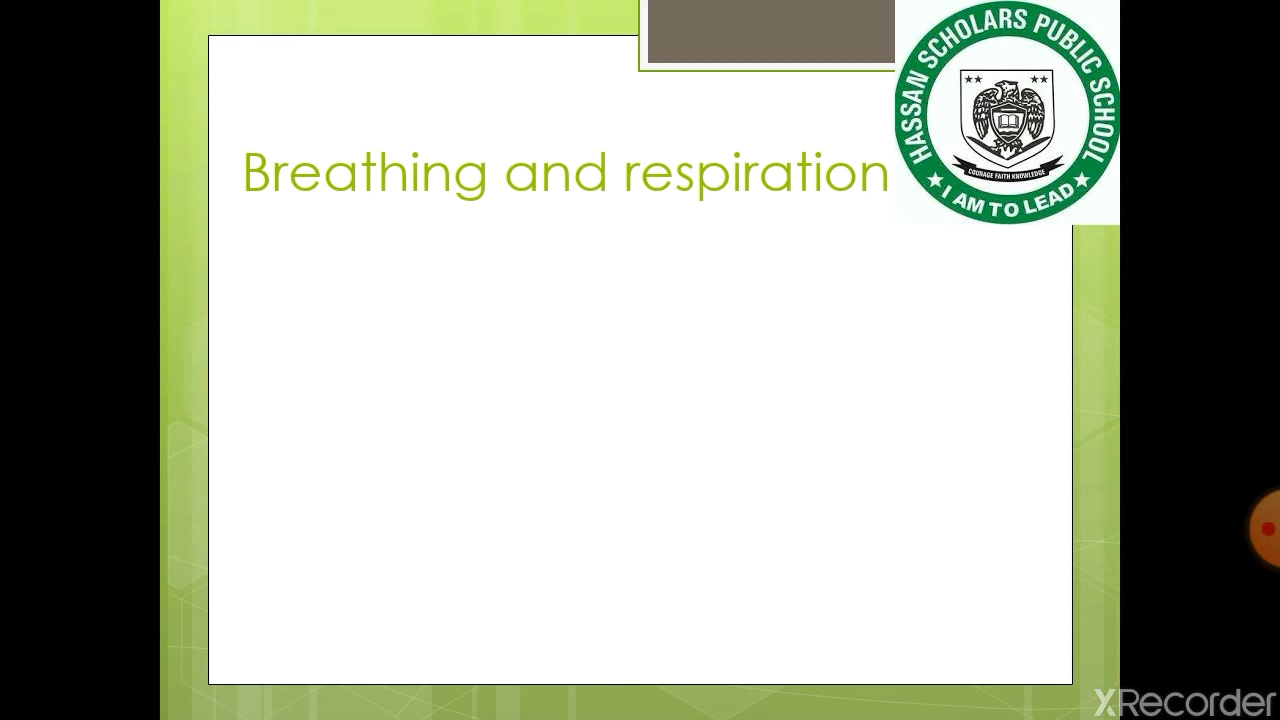 HASSAN SCHOLARS PUBLIC SCHOOL
COURAGE FAITH KNOWLEDGE
I AM TO LEAD
Breathing and respiration
XRecorder